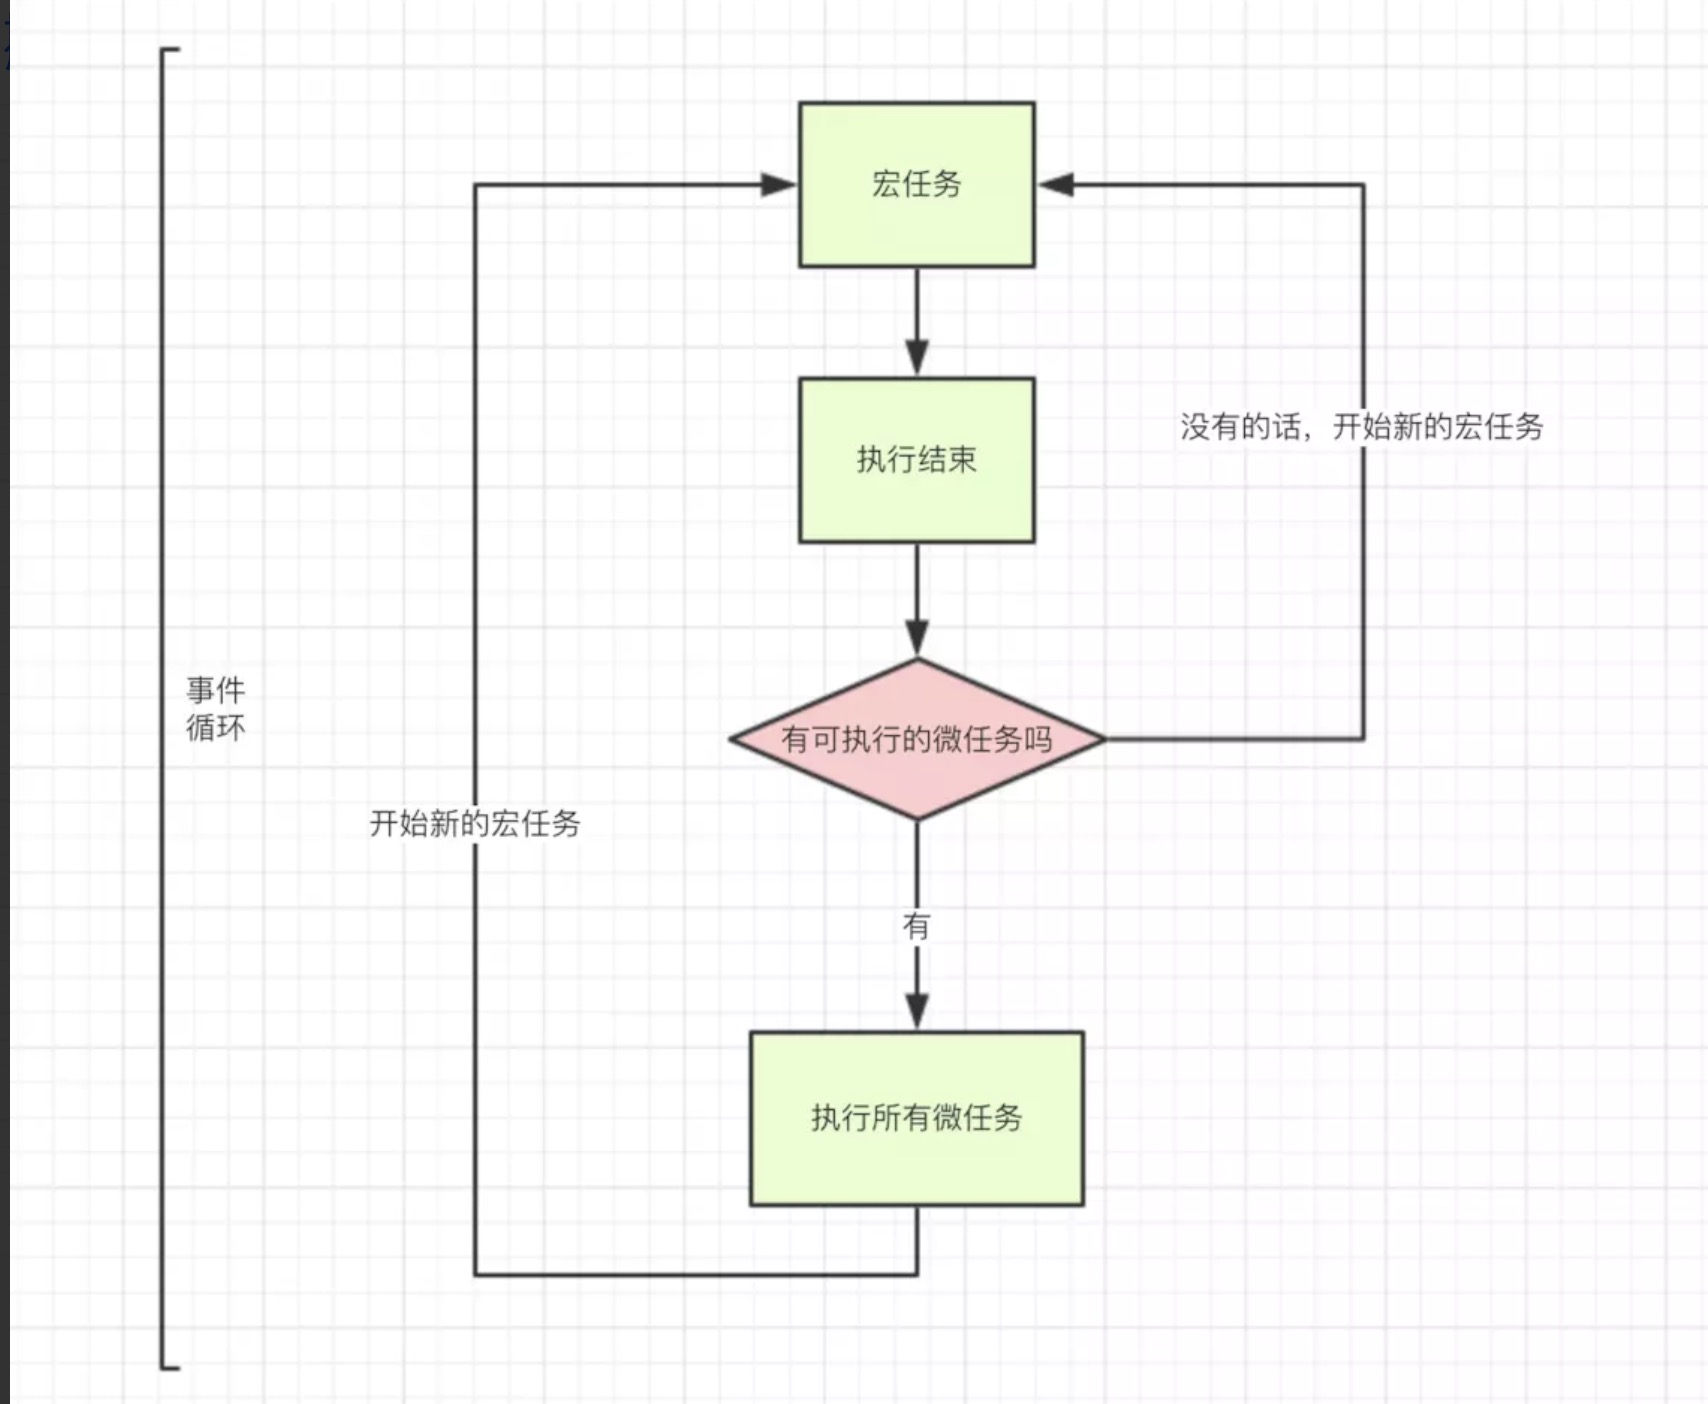 宏任务
执行结束
没有的话，开始新的宏任务
事件
循环
有可执行的微任务吗
开始新的宏任务
有
执行所有微任务